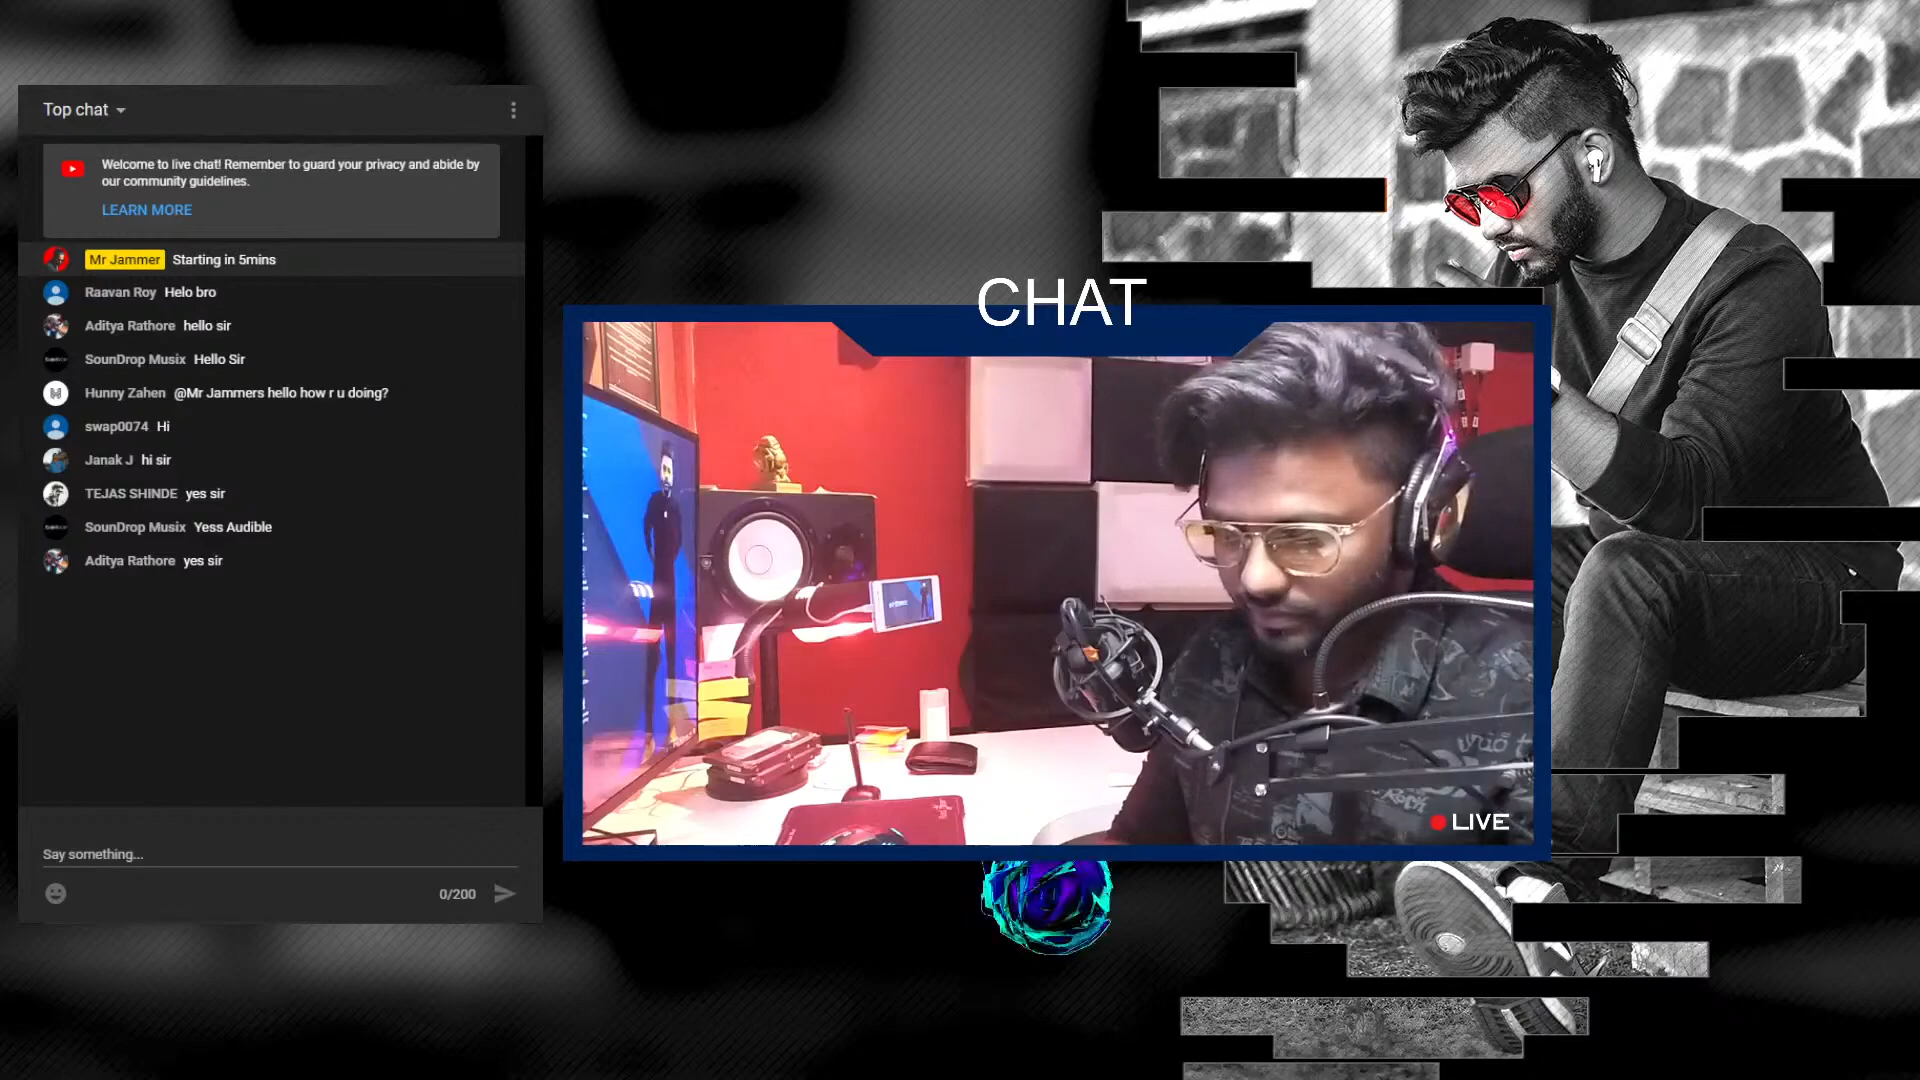 Top chat
Welcome to live chat! Remember to guard your privacy and abide by
our community guidelines.
LEARN MORE
Mr Jammer Starting in 5mins
Raavan Roy Helo bro
Aditya Rathore hello sir
SounDrop Musix Hello Sir
Hunny Zahen @Mr Jammers hello how r u doing?
swap0074 Hi
Janak J hi sir
TEJAS SHINDE yes sir
SounDrop Musix Yess Audible
Aditya Rathore yes sir
Say something...
0/200
CHAT
LIVE